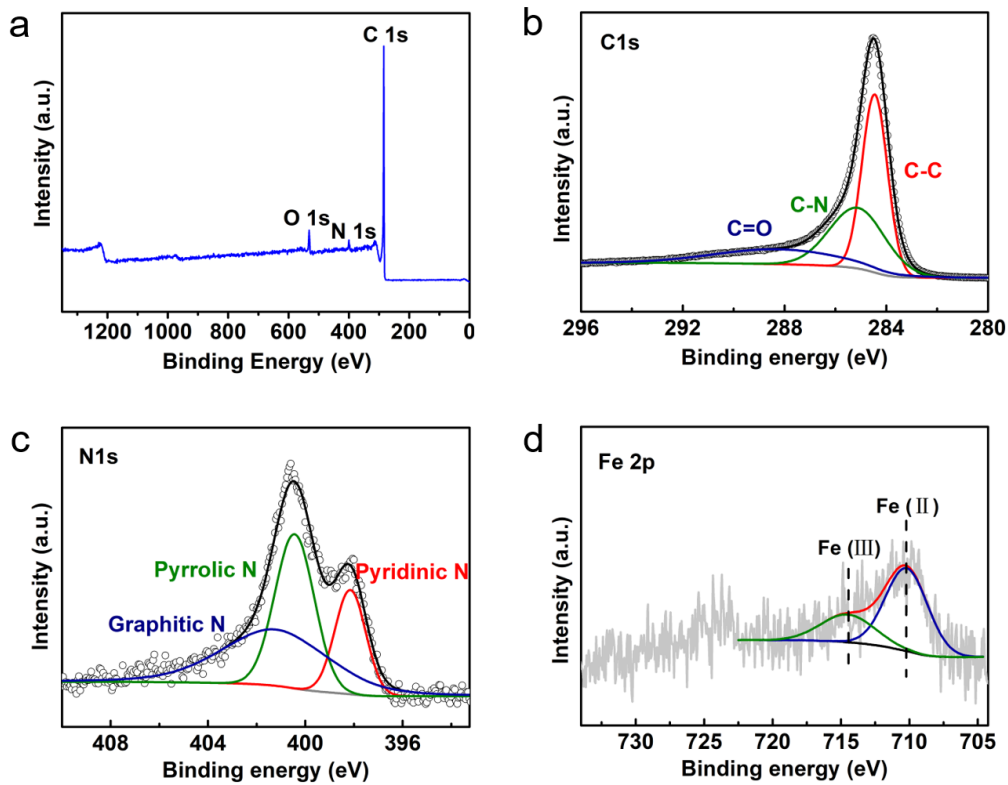 a
C 1s
O 1s
N 1s
Intensity (a.u.)
1200 1000 800 600 400 200 0
Binding Energy (eV)
b
C1s
C-C
C-N
C=O
Intensity (a.u.)
296 292 288 284 280
Binding energy (eV)
c
N1s
Pyrrolic N
Pyridinic N
Graphitic N
Intensity (a.u.)
408 404 400 396
Binding energy (eV)
d
Fe 2p
Fe (Ⅱ)
Fe (Ⅲ)
Intensity (a.u.)
730 725 720 715 710 705
Binding energy (eV)